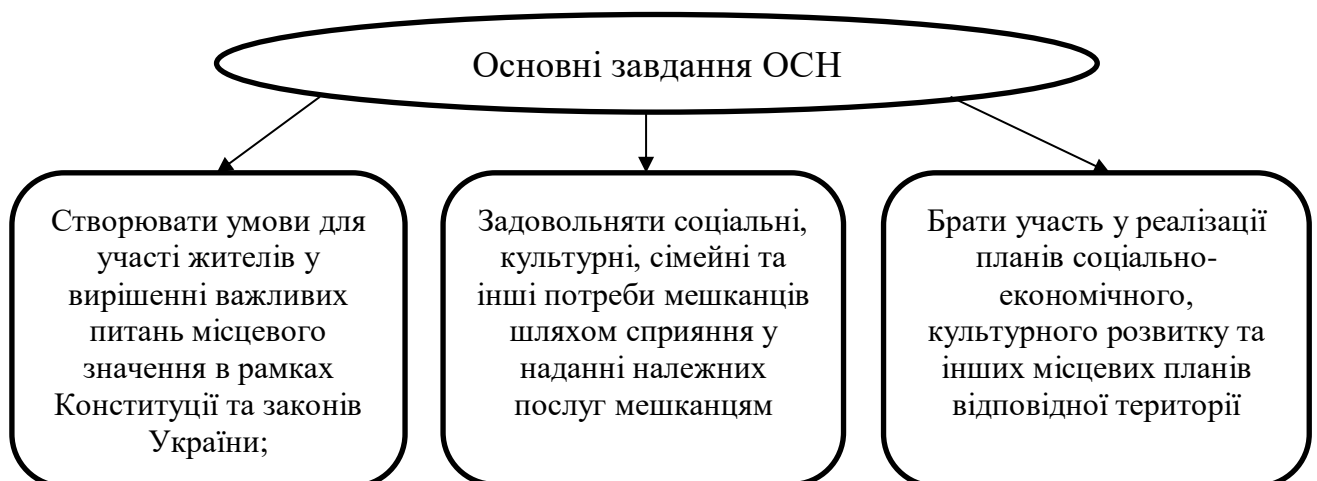 Основні завдання ОСН
Створювати умови для
участі жителів у
вирішенні важливих
питань місцевого
значення в рамках
Конституції та законів
України;
Задовольняти соціальні,
культурні, сімейні та
інші потреби мешканців
шляхом сприяння у
наданні належних
послуг мешканцям
Брати участь у реалізації
планів соціально-
економічного,
культурного розвитку та
інших місцевих планів
відповідної території